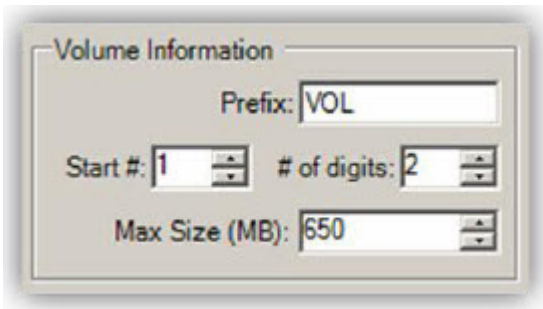 Volume Information
Prefix: VOL
Start #: 1 # of digits: 2
Max Size (MB): 650